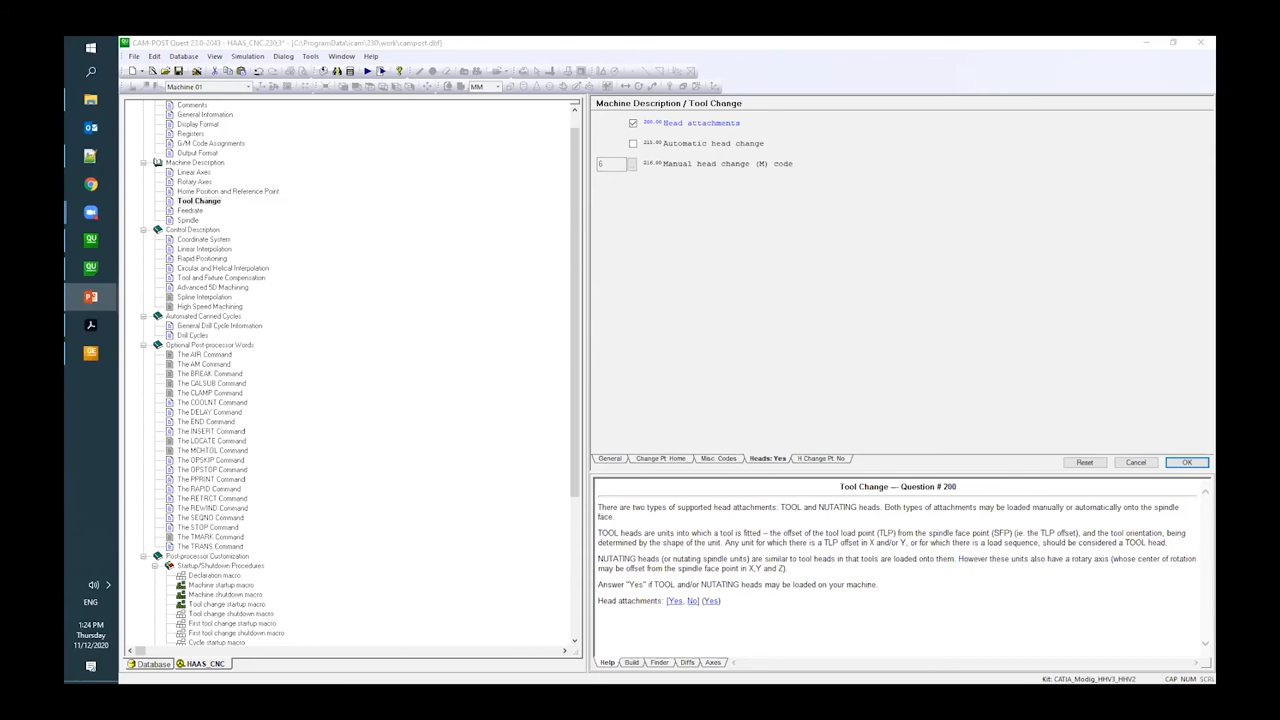 CAM-POST Quest 23.0-2043 - HAAS_CNC.230;3* - [C:\ProgramData\icam\230\work\campost.dbf]
File Edit Database View Simulation Dialog Tools Window Help
Machine 01
MM
Comments
General Information
Display Format
Registers
G/M Code Assignments
Output Format
Machine Description
Linear Axes
Rotary Axes
Home Position and Reference Point
Tool Change
Feedrate
Spindle
Control Description
Coordinate System
Linear Interpolation
Rapid Positioning
Circular and Helical Interpolation
Tool and Fixture Compensation
Advanced 5D Machining
Spline Interpolation
High Speed Machining
Automated Canned Cycles
General Drill Cycle Information
Drill Cycles
Optional Post-processor Words
The AIR Command
The AM Command
The BREAK Command
The CALSUB Command
The CLAMP Command
The COOLNT Command
The DELAY Command
The END Command
The INSERT Command
The LOCATE Command
The MCHTOL Command
The OPSKIP Command
The OPSTOP Command
The PPRINT Command
The RAPID Command
The RETRCT Command
The REWIND Command
The SEQNO Command
The STOP Command
The TMARK Command
The TRANS Command
Post-processor Customization
Startup/Shutdown Procedures
Declaration macro
Machine startup macro
Machine shutdown macro
Tool change startup macro
Tool change shutdown macro
First tool change startup macro
First tool change shutdown macro
Cycle startup macro
Database HAAS_CNC
Machine Description / Tool Change
200.00 Head attachments
215.00 Automatic head change
6 216.00 Manual head change (M) code
General Change Pt: Home Misc. Codes Heads: Yes H Change Pt: No
Reset Cancel OK
Tool Change --- Question # 200
There are two types of supported head attachments: TOOL and NUTATING heads. Both types of attachments may be loaded manually or automatically onto the spindle
face.
TOOL heads are units into which a tool is fitted – the offset of the tool load point (TLP) from the spindle face point (SFP) (ie. the TLP offset), and the tool orientation, being
determined by the shape of the unit. Any unit for which there is a TLP offset in X and/or Y, or for which there is a load sequence, should be considered a TOOL head.
NUTATING heads (or nutating spindle units) are similar to tool heads in that tools are loaded onto them. However these units also have a rotary axis (whose center of rotation
may be offset from the spindle face point in X,Y and Z).
Answer "Yes" if TOOL and/or NUTATING heads may be loaded on your machine.
Head attachments: [Yes, No] (Yes)
Help Build Finder Diffs Axes
Kit: CATIA_Modig_HHV3_HHV2 CAP NUM SCRL
ENG
1:24 PM
Thursday
11/12/2020